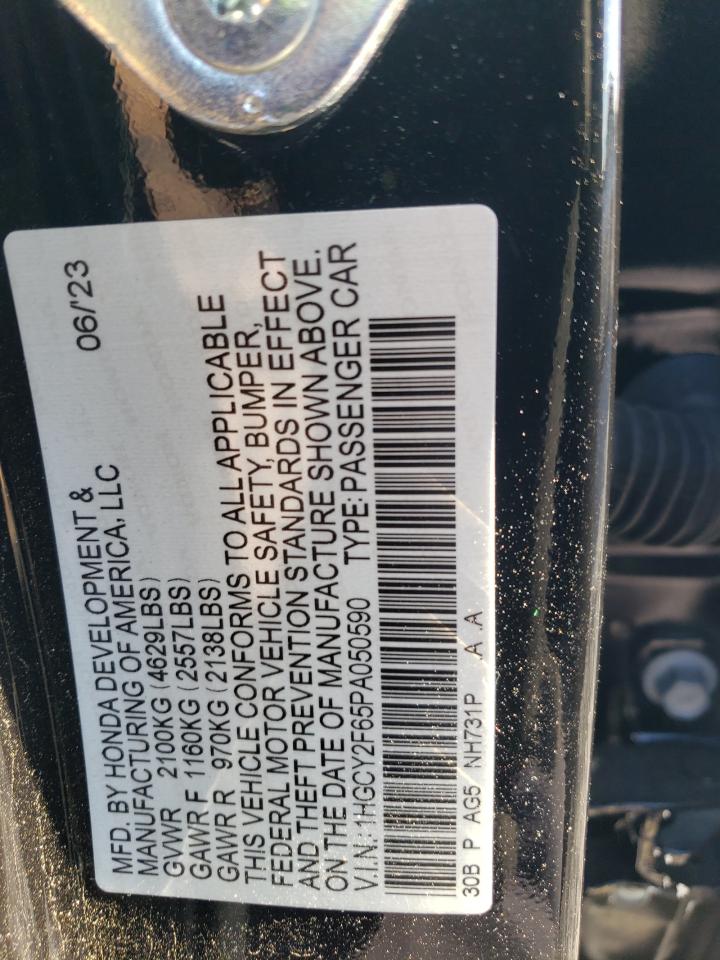 MFD. BY HONDA DEVELOPMENT &
MANUFACTURING OF AMERICA, LLC 06/'23
GVWR 2100KG (4629LBS)
GAWR F 1160KG (2557LBS)
GAWR R 970KG (2138LBS)
THIS VEHICLE CONFORMS TO ALL APPLICABLE
FEDERAL MOTOR VEHICLE SAFETY, BUMPER,
AND THEFT PREVENTION STANDARDS IN EFFECT
ON THE DATE OF MANUFACTURE SHOWN ABOVE.
V.I.N.: 1HGCY2F65PA050590 TYPE:PASSENGER CAR
30B P AG5 NH731P A .A